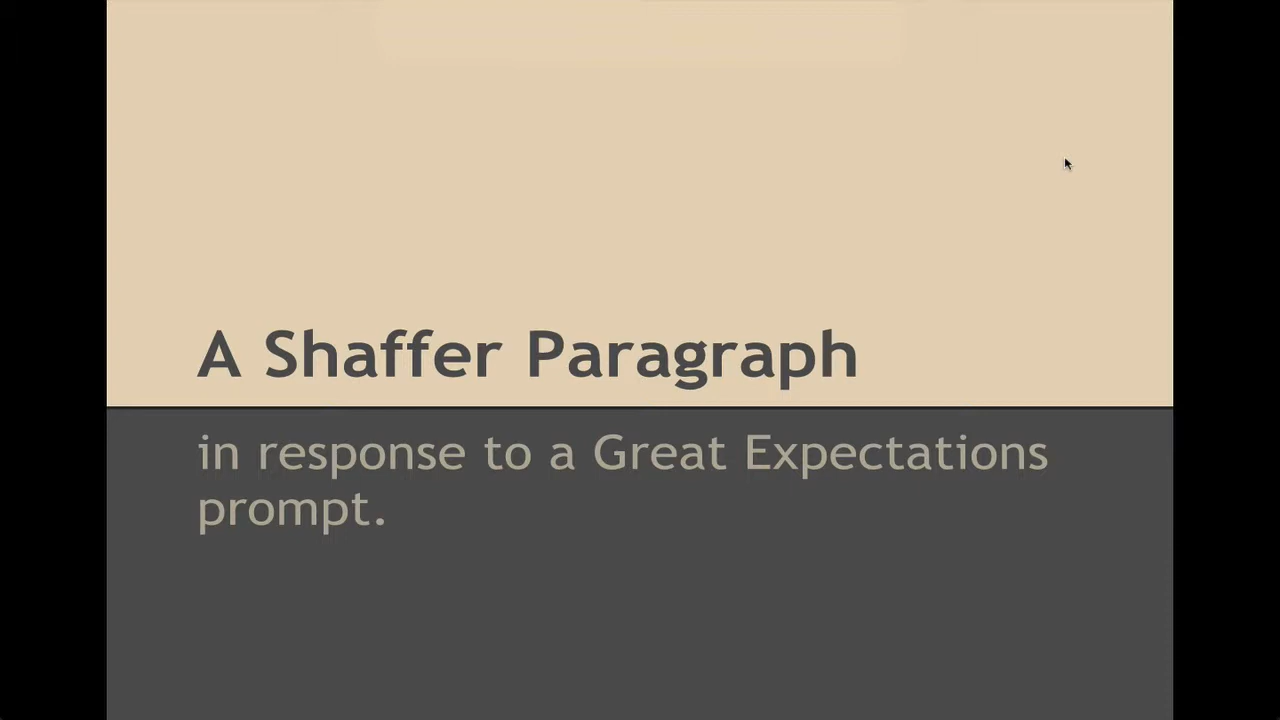 A Shaffer Paragraph
in response to a Great Expectations
prompt.